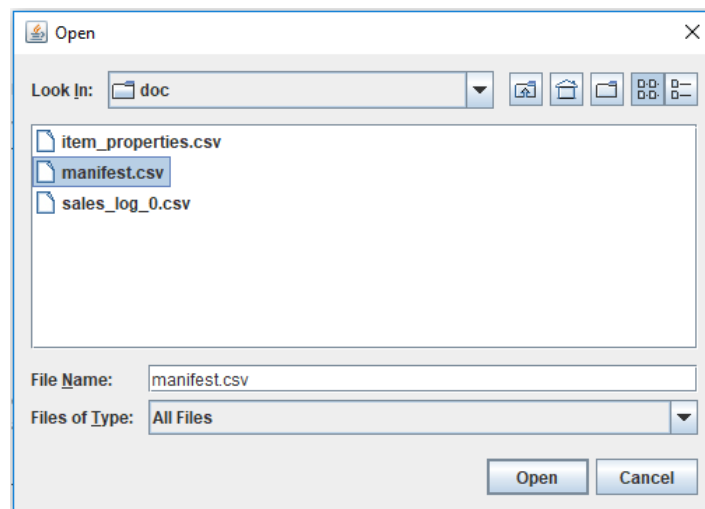 Open
Look In: doc
item_properties.csv
manifest.csv
sales_log_0.csv
File Name: manifest.csv
Files of Type: All Files
Open Cancel